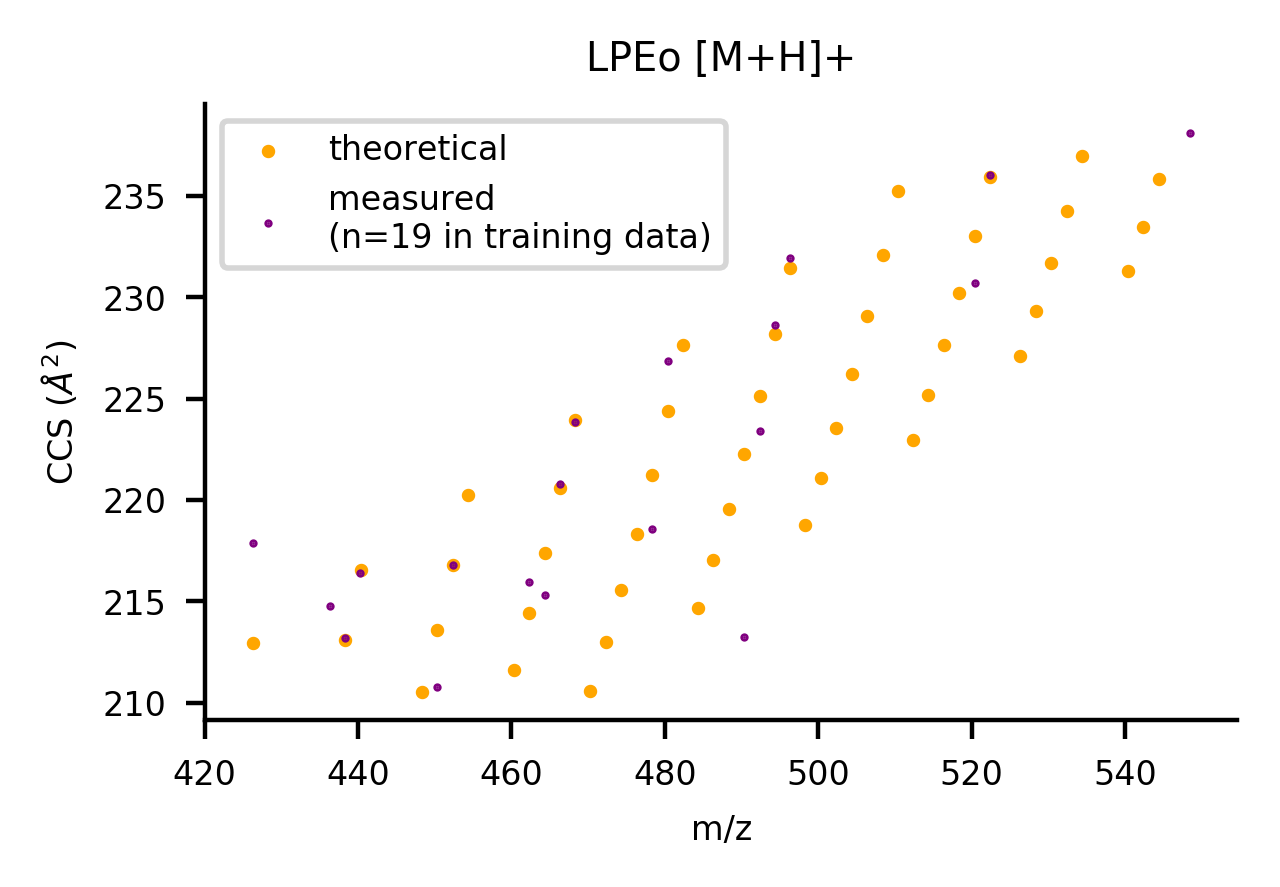 LPEo [M+H]+
theoretical
measured
(n=19 in training data)
CCS (Å²)
235
230
225
220
215
210
420 440 460 480 500 520 540
m/z